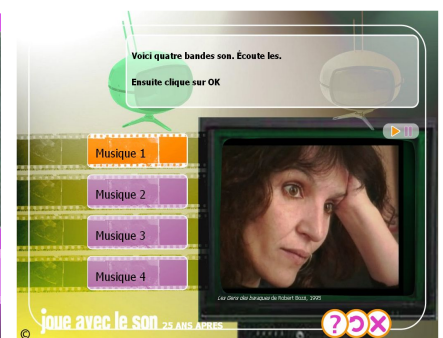 Voici quatre bandes son. Écoute les.
Ensuite clique sur OK
Musique 1
Musique 2
Musique 3
Musique 4
Les Gens des baraques de Robert Bozzi, 1995
joue avec le son 25 ANS APRES
©
?